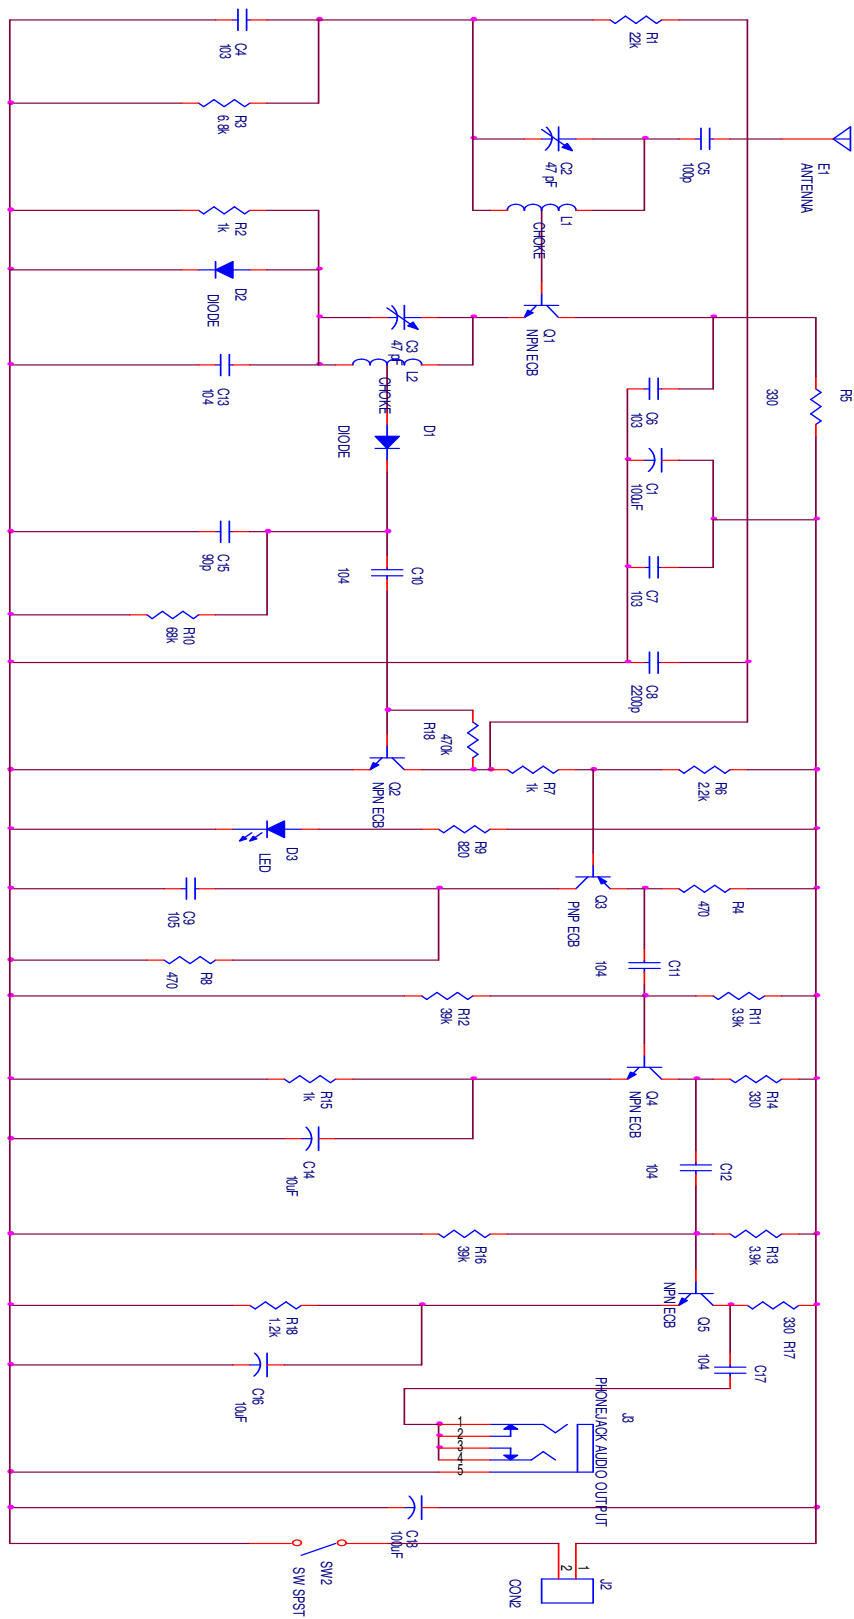 R1
22k
C4
103
R3
6.8k
E1
ANTENNA
C5
100p
C2
47 pF
L1
CHOKE
R2
1k
D2
DIODE
Q1
NPN ECB
C3
47 pF
L2
CHOKE
C13
104
R5
330
C6
103
C1
100uF
D1
DIODE
C7
103
C10
104
C15
90p
R10
68k
C8
2200p
R18
470k
R6
2.2k
R7
1k
Q2
NPN ECB
R9
820
D3
LED
R4
470
Q3
PNP ECB
C9
105
R8
470
C11
104
R11
3.9k
R12
39k
R14
330
Q4
NPN ECB
R15
1k
C14
10uF
C12
104
R13
3.9k
R16
39k
330 R17
Q5
NPN ECB
R18
1.2k
C17
104
C16
10uF
J3
PHONEJACK AUDIO OUTPUT
1
2
3
4
5
C18
100uF
SW2
SW SPST
1
2
J2
CON2